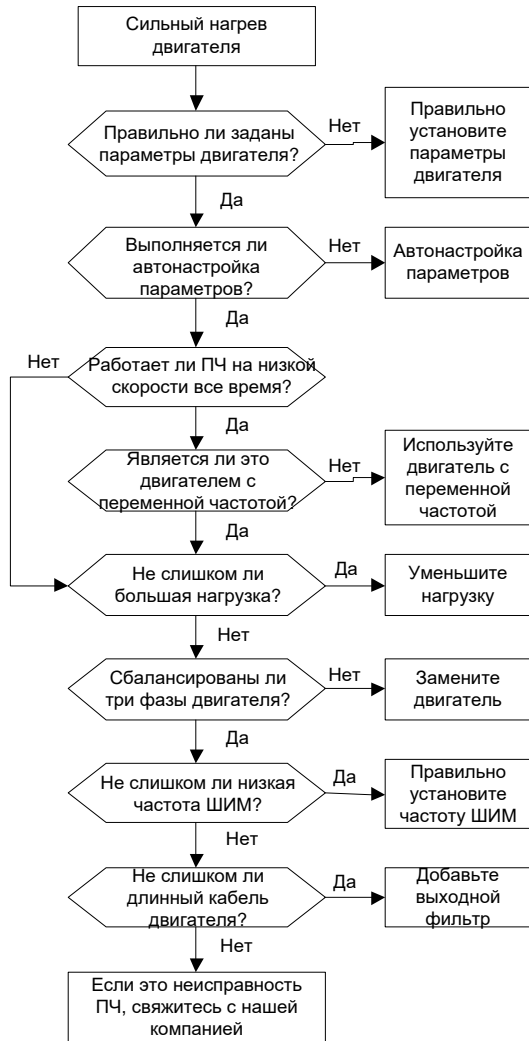 Сильный нагрев
двигателя
Правильно ли заданы
параметры двигателя?
Нет
Правильно
установите
параметры
двигателя
Да
Выполняется ли
автонастройка
параметров?
Нет
Автонастройка
параметров
Да
Нет
Работает ли ПЧ на низкой
скорости все время?
Да
Является ли это
двигателем с
переменной частотой?
Нет
Используйте
двигатель с
переменной
частотой
Да
Не слишком ли
большая нагрузка?
Да
Уменьшите
нагрузку
Нет
Сбалансированы ли
три фазы двигателя?
Нет
Замените
двигатель
Да
Не слишком ли низкая
частота ШИМ?
Да
Правильно
установите
частоту ШИМ
Нет
Не слишком ли
длинный кабель
двигателя?
Да
Добавьте
выходной
фильтр
Нет
Если это неисправность
ПЧ, свяжитесь с нашей
компанией